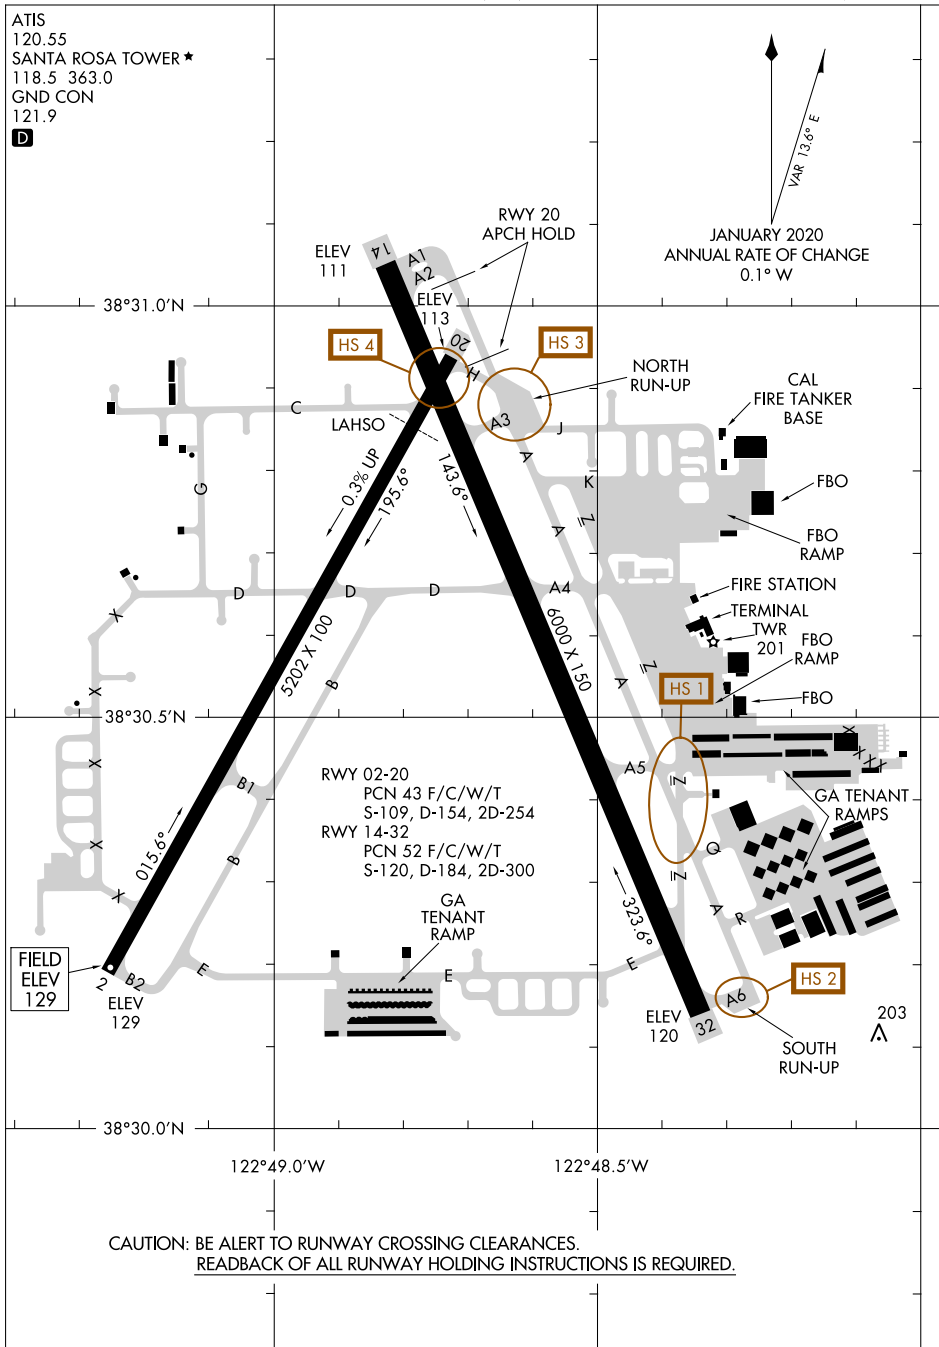 ATIS
120.55
SANTA ROSA TOWER ★
118.5 363.0
GND CON
121.9
D
VAR 13.6° E
JANUARY 2020
ANNUAL RATE OF CHANGE
0.1° W
RWY 20
APCH HOLD
ELEV
111
14
A1
A2
ELEV
113
20
38°31.0'N
HS 4
HS 3
H
NORTH
RUN-UP
CAL
FIRE TANKER
BASE
C
LAHSO
A3
J
A
0.3% UP
195.6°
143.6°
G
K
Z
A
FBO
FBO
RAMP
X
D
D
D
A4
FIRE STATION
TERMINAL
TWR
201
FBO
RAMP
5202 X 100
6000 X 150
B
A
Z
X
HS 1
FBO
38°30.5'N
X
X
X
X
X
A5
Z
B1
RWY 02-20
PCN 43 F/C/W/T
S-109, D-154, 2D-254
RWY 14-32
PCN 52 F/C/W/T
S-120, D-184, 2D-300
GA TENANT
RAMPS
015.6°
B
X
Q
Z
X
GA
TENANT
RAMP
323.6°
A
R
FIELD
ELEV
129
2
B2
ELEV
129
E
E
E
A6
HS 2
ELEV
120
32
SOUTH
RUN-UP
203
38°30.0'N
122°49.0'W
122°48.5'W
CAUTION: BE ALERT TO RUNWAY CROSSING CLEARANCES.
READBACK OF ALL RUNWAY HOLDING INSTRUCTIONS IS REQUIRED.